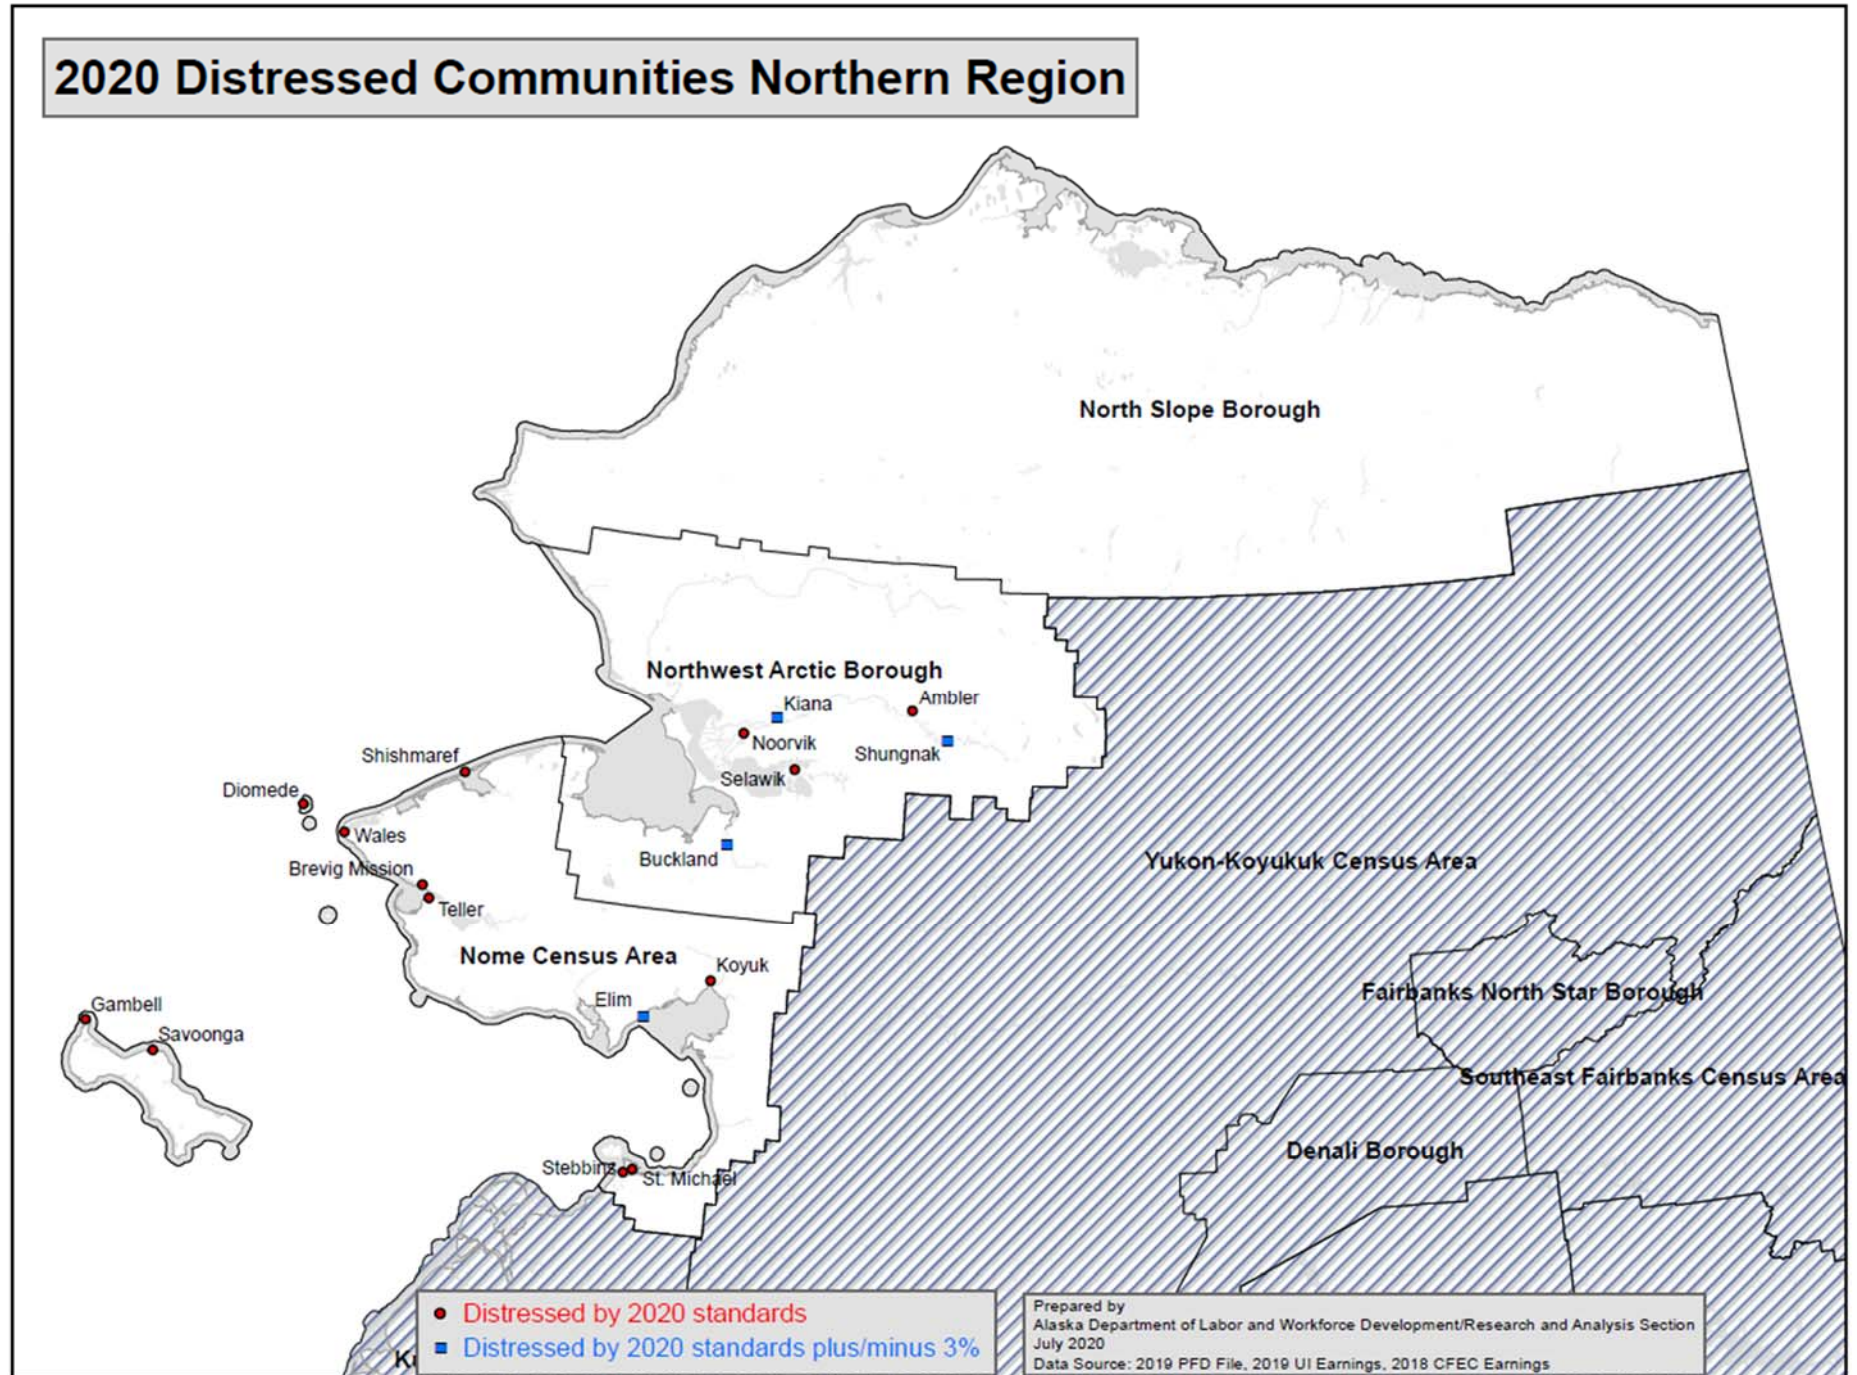 2020 Distressed Communities Northern Region
North Slope Borough
Northwest Arctic Borough
Kiana
Ambler
Noorvik
Shungnak
Selawik
Shishmaref
Diomede
Wales
Buckland
Brevig Mission
Teller
Yukon-Koyukuk Census Area
Nome Census Area
Koyuk
Elim
Gambell
Savoonga
Fairbanks North Star Borough
Southeast Fairbanks Census Area
Denali Borough
Stebbins
St. Michael
Distressed by 2020 standards
Distressed by 2020 standards plus/minus 3%
Prepared by
Alaska Department of Labor and Workforce Development/Research and Analysis Section
July 2020
Data Source: 2019 PFD File, 2019 UI Earnings, 2018 CFEC Earnings